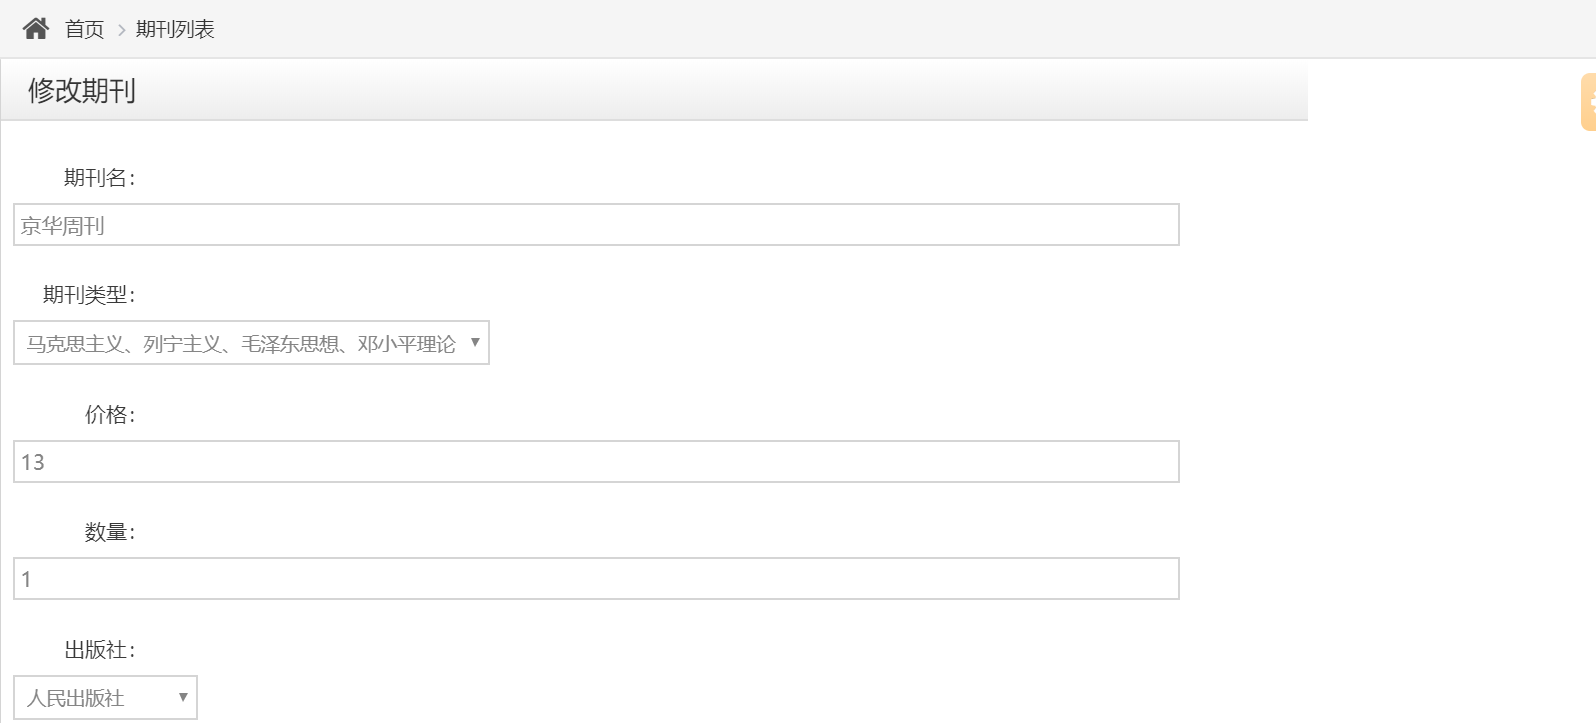 首页 > 期刊列表
修改期刊
期刊名：
京华周刊
期刊类型：
马克思主义、列宁主义、毛泽东思想、邓小平理论
价格：
13
数量：
1
出版社：
人民出版社